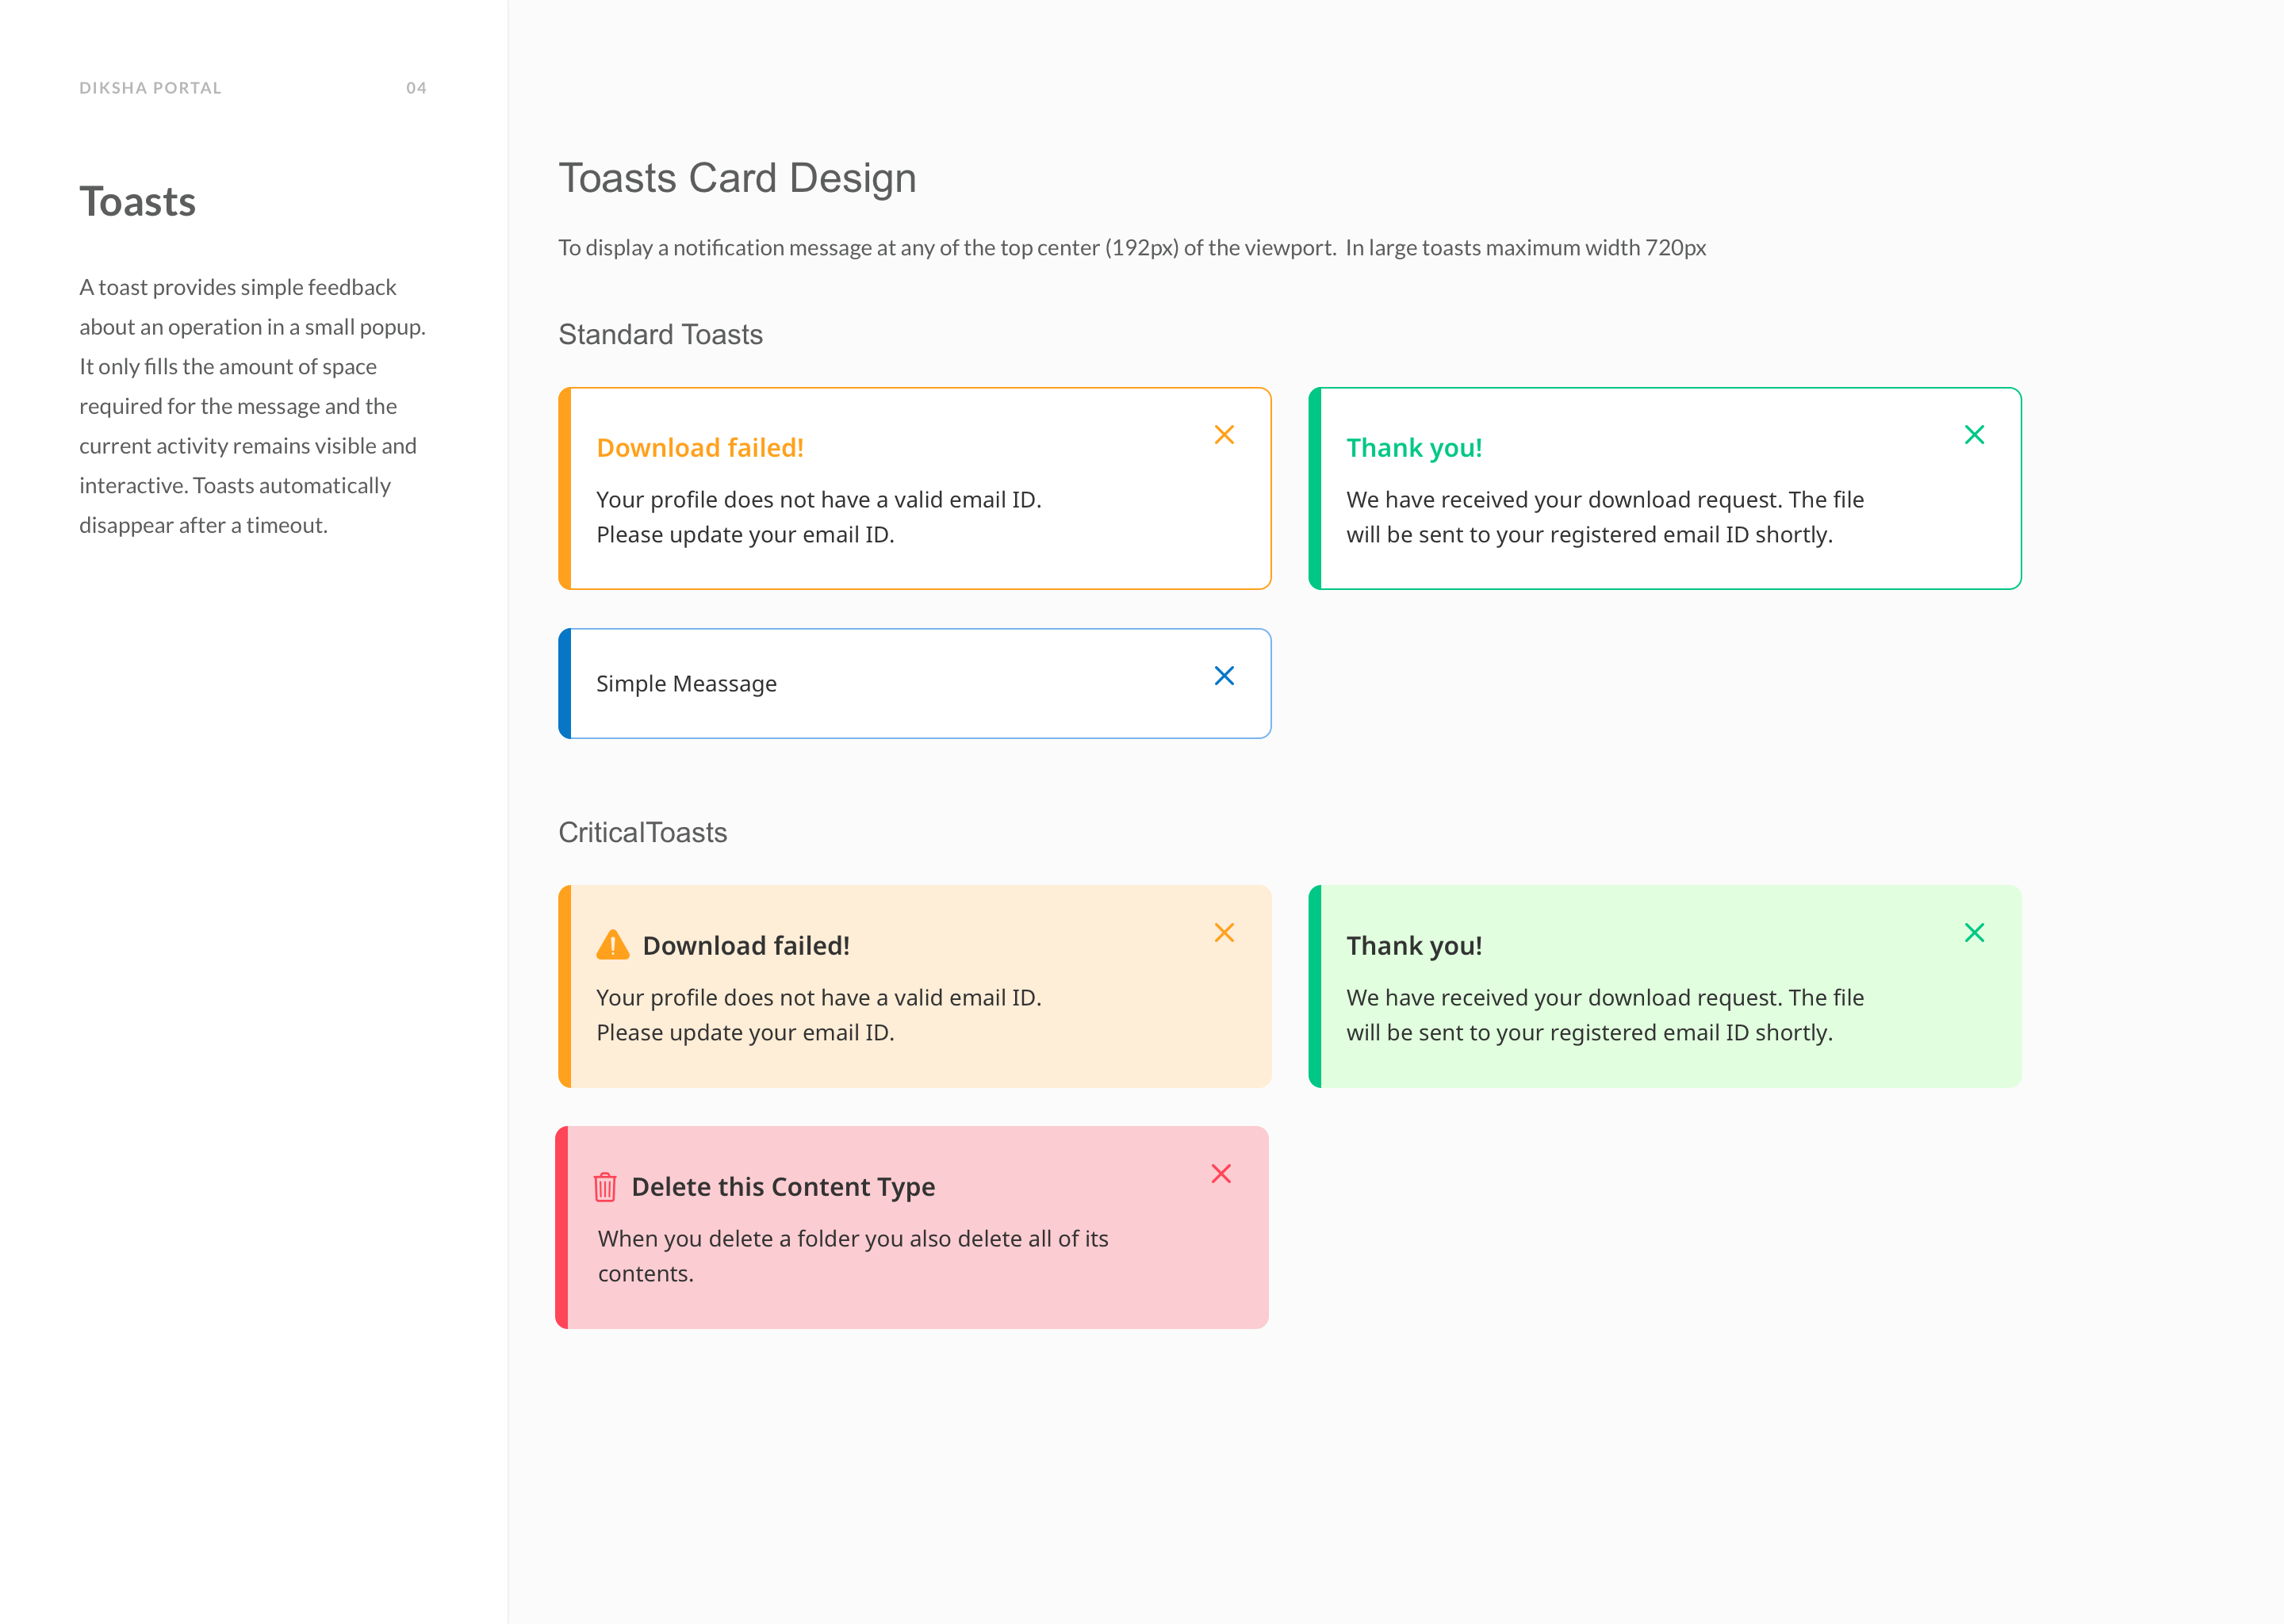 DIKSHA PORTAL 04
Toasts
A toast provides simple feedback
about an operation in a small popup.
It only fills the amount of space
required for the message and the
current activity remains visible and
interactive. Toasts automatically
disappear after a timeout.
Toasts Card Design
To display a notification message at any of the top center (192px) of the viewport. In large toasts maximum width 720px
Standard Toasts
Download failed!
Your profile does not have a valid email ID.
Please update your email ID.
Thank you!
We have received your download request. The file
will be sent to your registered email ID shortly.
Simple Meassage
CriticalToasts
Download failed!
Your profile does not have a valid email ID.
Please update your email ID.
Thank you!
We have received your download request. The file
will be sent to your registered email ID shortly.
Delete this Content Type
When you delete a folder you also delete all of its
contents.